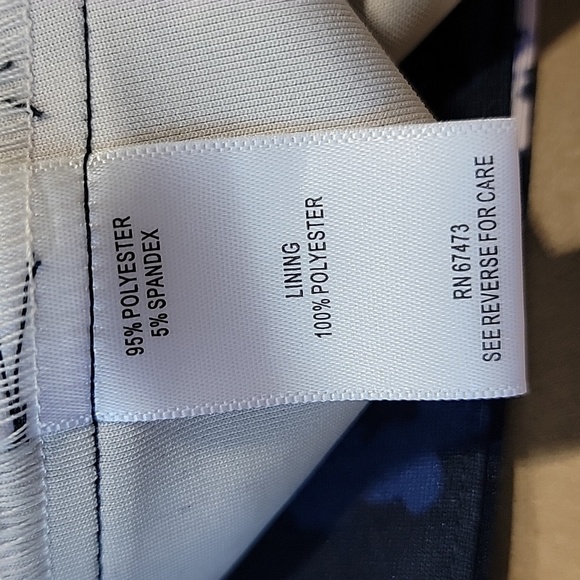 95% POLYESTER
5% SPANDEX
LINING
100% POLYESTER
RN 67473
SEE REVERSE FOR CARE